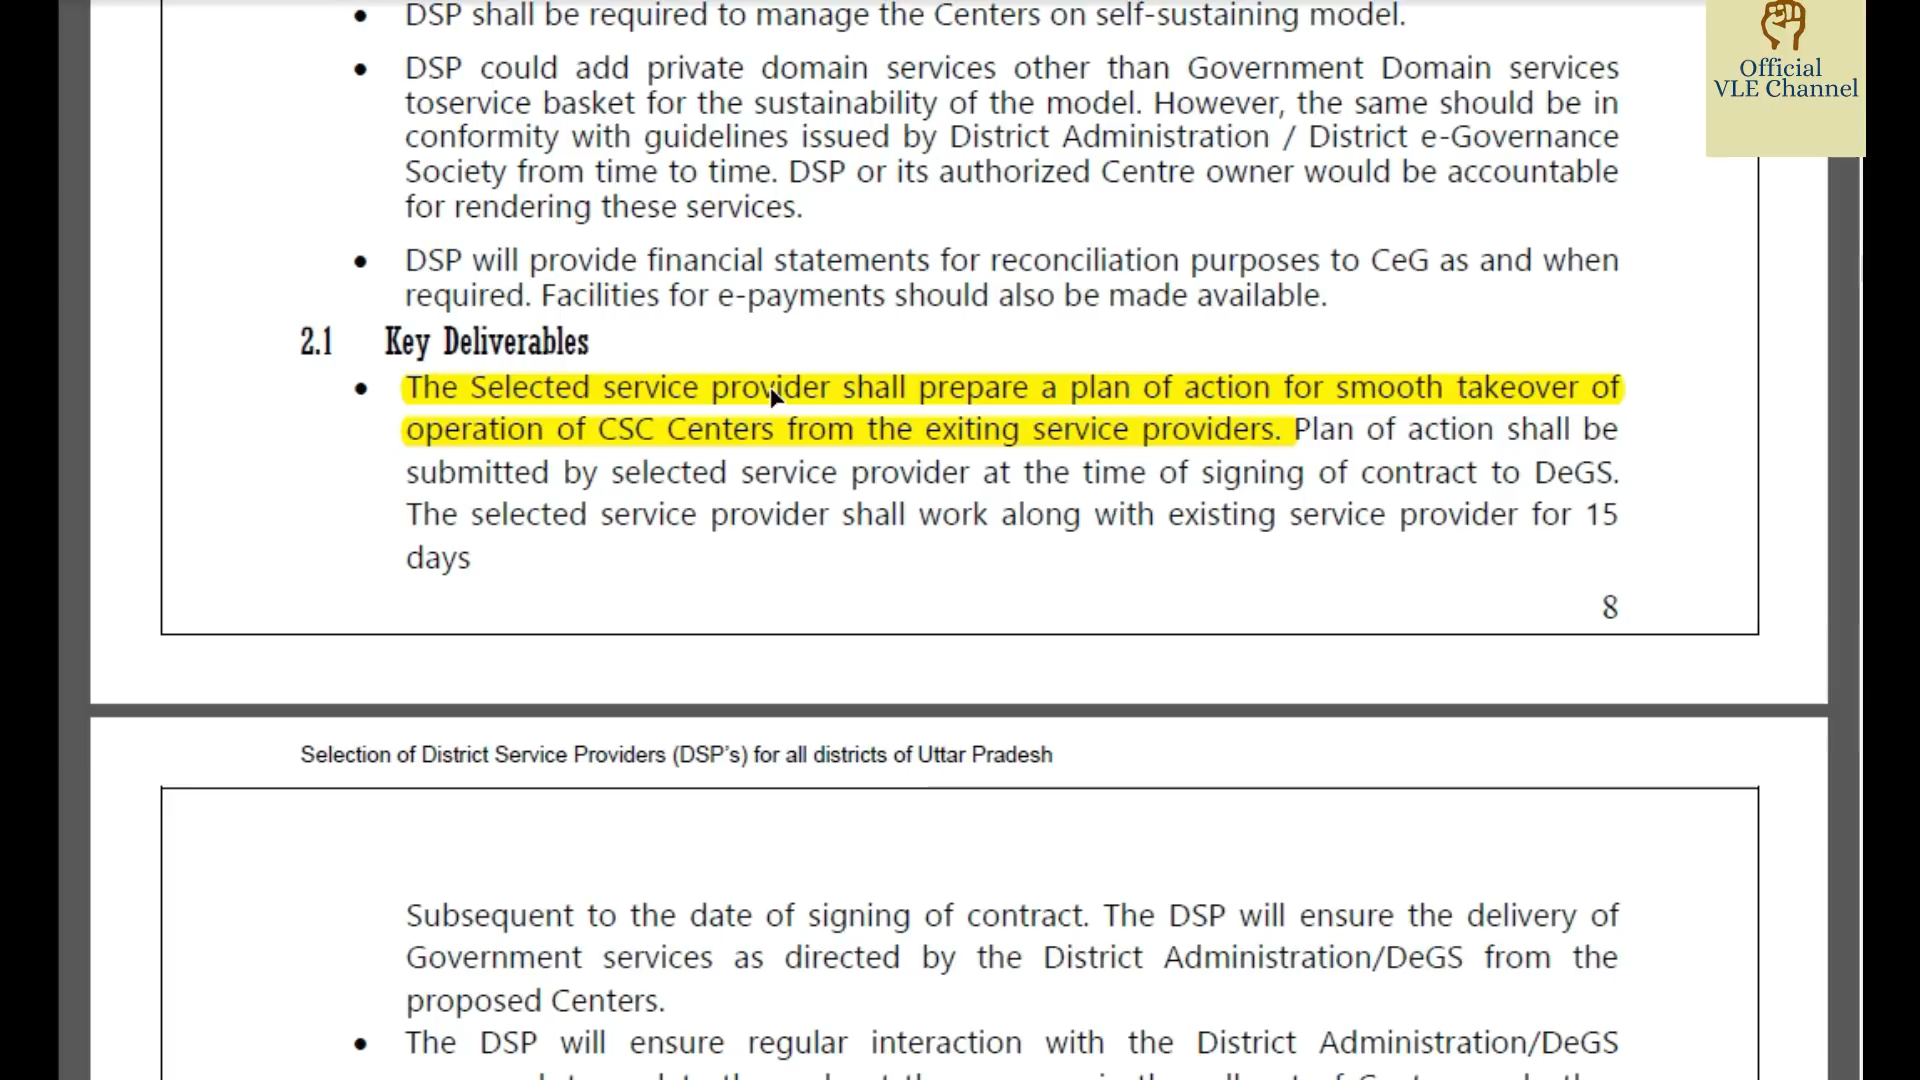 • DSP shall be required to manage the Centers on self-sustaining model.
Official
VLE Channel
• DSP could add private domain services other than Government Domain services
toservice basket for the sustainability of the model. However, the same should be in
conformity with guidelines issued by District Administration / District e-Governance
Society from time to time. DSP or its authorized Centre owner would be accountable
for rendering these services.
• DSP will provide financial statements for reconciliation purposes to CeG as and when
required. Facilities for e-payments should also be made available.
2.1 Key Deliverables
• The Selected service provider shall prepare a plan of action for smooth takeover of
operation of CSC Centers from the exiting service providers. Plan of action shall be
submitted by selected service provider at the time of signing of contract to DeGS.
The selected service provider shall work along with existing service provider for 15
days
8
Selection of District Service Providers (DSP's) for all districts of Uttar Pradesh
Subsequent to the date of signing of contract. The DSP will ensure the delivery of
Government services as directed by the District Administration/DeGS from the
proposed Centers.
• The DSP will ensure regular interaction with the District Administration/DeGS